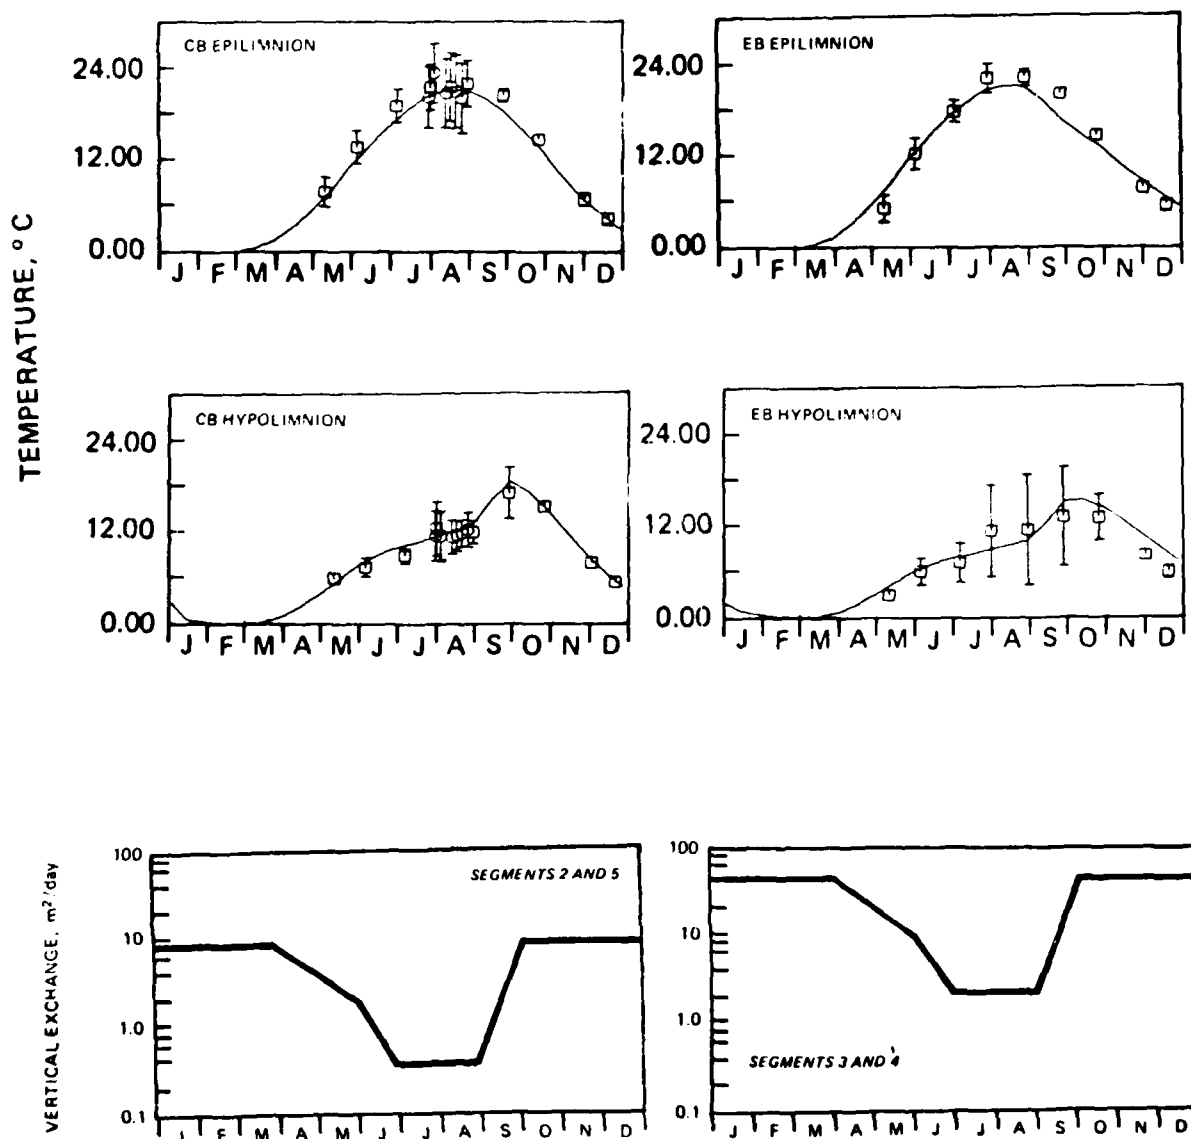 TEMPERATURE, °C
CB EPILIMNION
24.00
12.00
0.00
J F M A M J J A S O N D
EB EPILIMNION
24.00
12.00
0.00
J F M A M J J A S O N D
CB HYPOLIMNION
24.00
12.00
0.00
J F M A M J J A S O N D
EB HYPOLIMNION
24.00
12.00
0.00
J F M A M J J A S O N D
VERTICAL EXCHANGE, m²/day
SEGMENTS 2 AND 5
100
10
1.0
0.1
J F M A M J J A S O N D
SEGMENTS 3 AND 4
100
10
1.0
0.1
J F M A M J J A S O N D